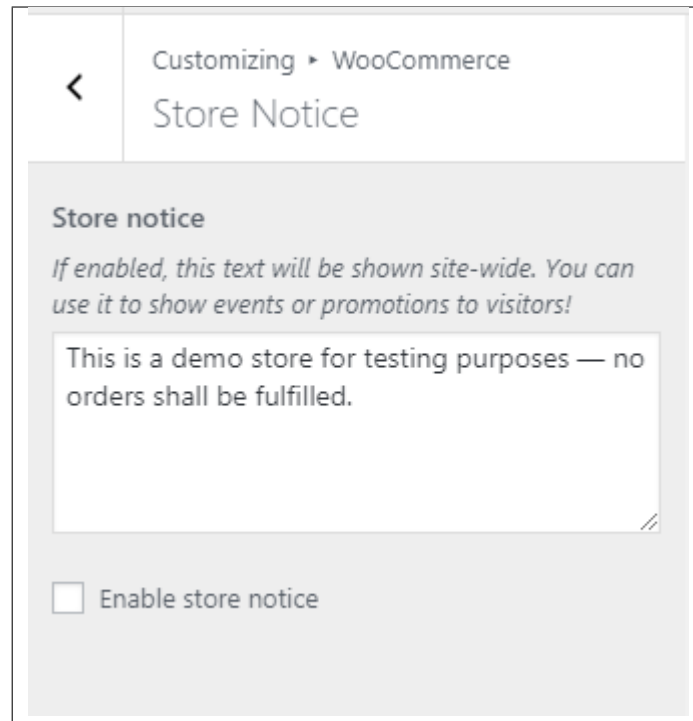 Customizing ▸ WooCommerce
Store Notice
Store notice
If enabled, this text will be shown site-wide. You can
use it to show events or promotions to visitors!
This is a demo store for testing purposes — no
orders shall be fulfilled.
Enable store notice